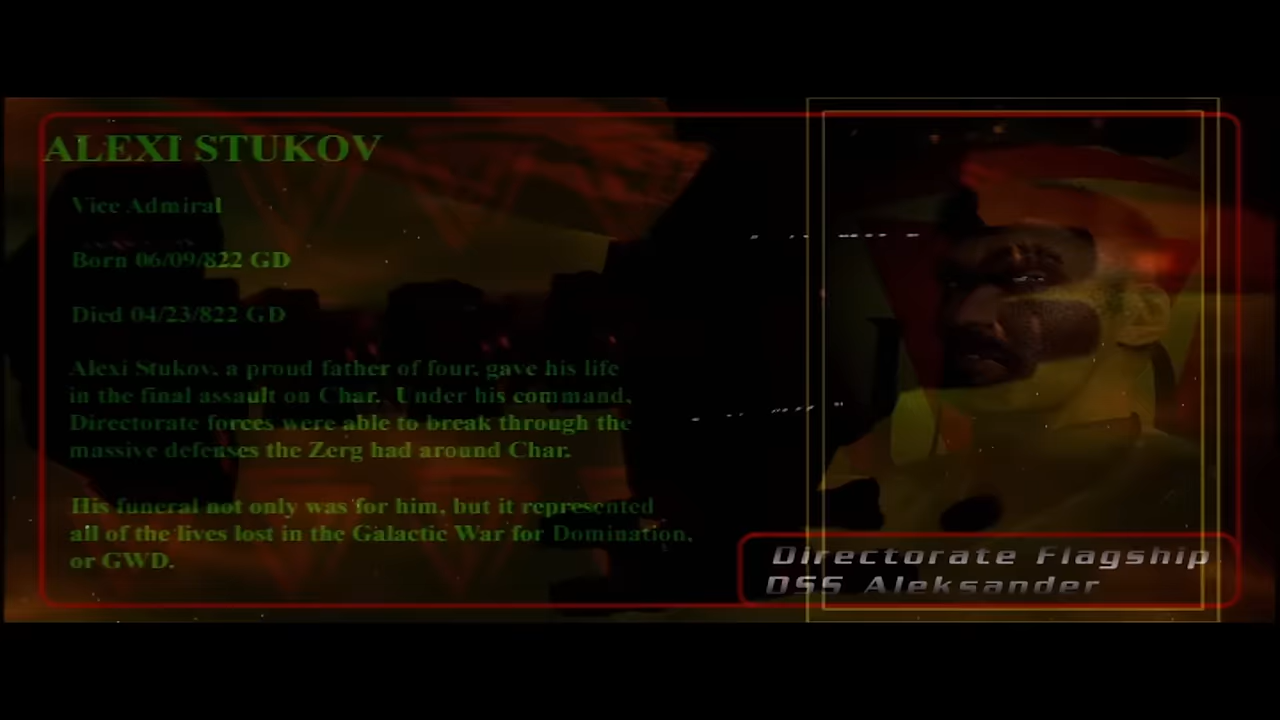 ALEXI STUKOV
Vice Admiral
Born 06/09/822 GD
Died 04/23/822 GD
Alexi Stukov, a proud father of four, gave his life
in the final assault on Char. Under his command,
Directorate forces were able to break through the
massive defenses the Zerg had around Char.
His funeral not only was for him, but it represented
all of the lives lost in the Galactic War for Domination,
or GWD.
Directorate Flagship
DSS Aleksander